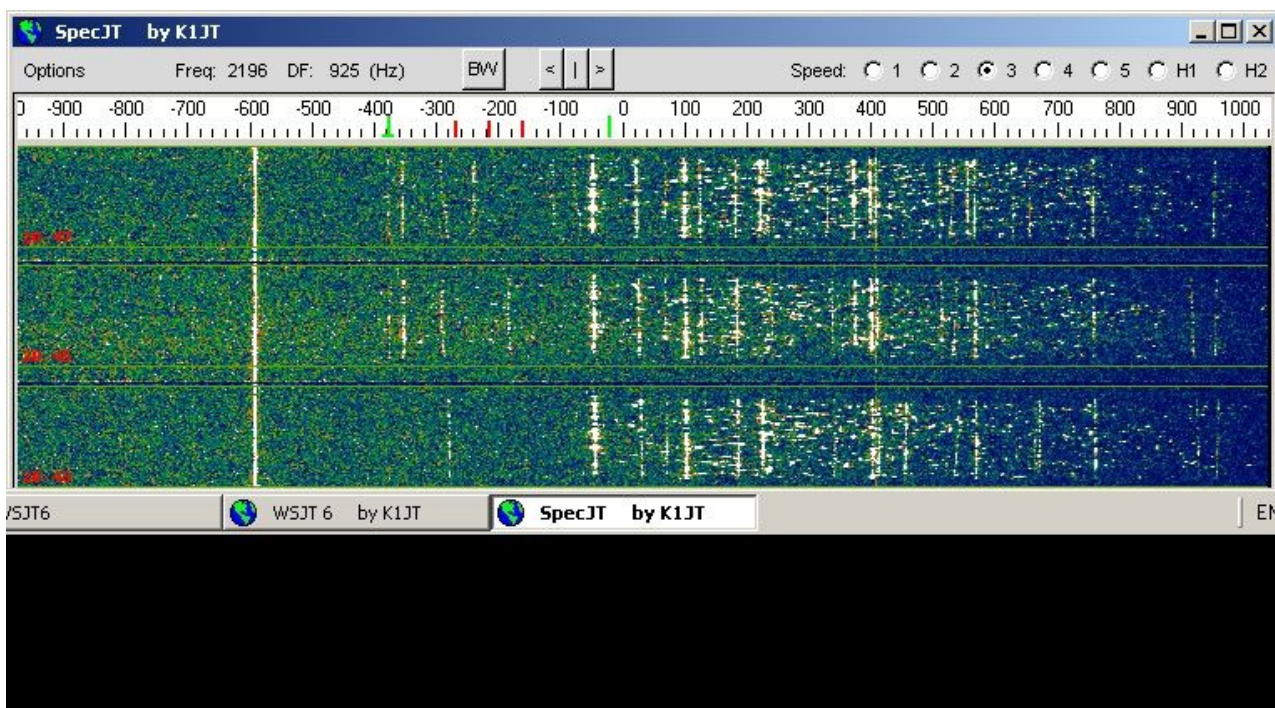 SpecJT by K1JT
Options Freq: 2196 DF: 925 (Hz) BW < | > Speed: 1 2 3 4 5 H1 H2
-900 -800 -700 -600 -500 -400 -300 -200 -100 0 100 200 300 400 500 600 700 800 900 1000
WSJT 6 by K1JT SpecJT by K1JT